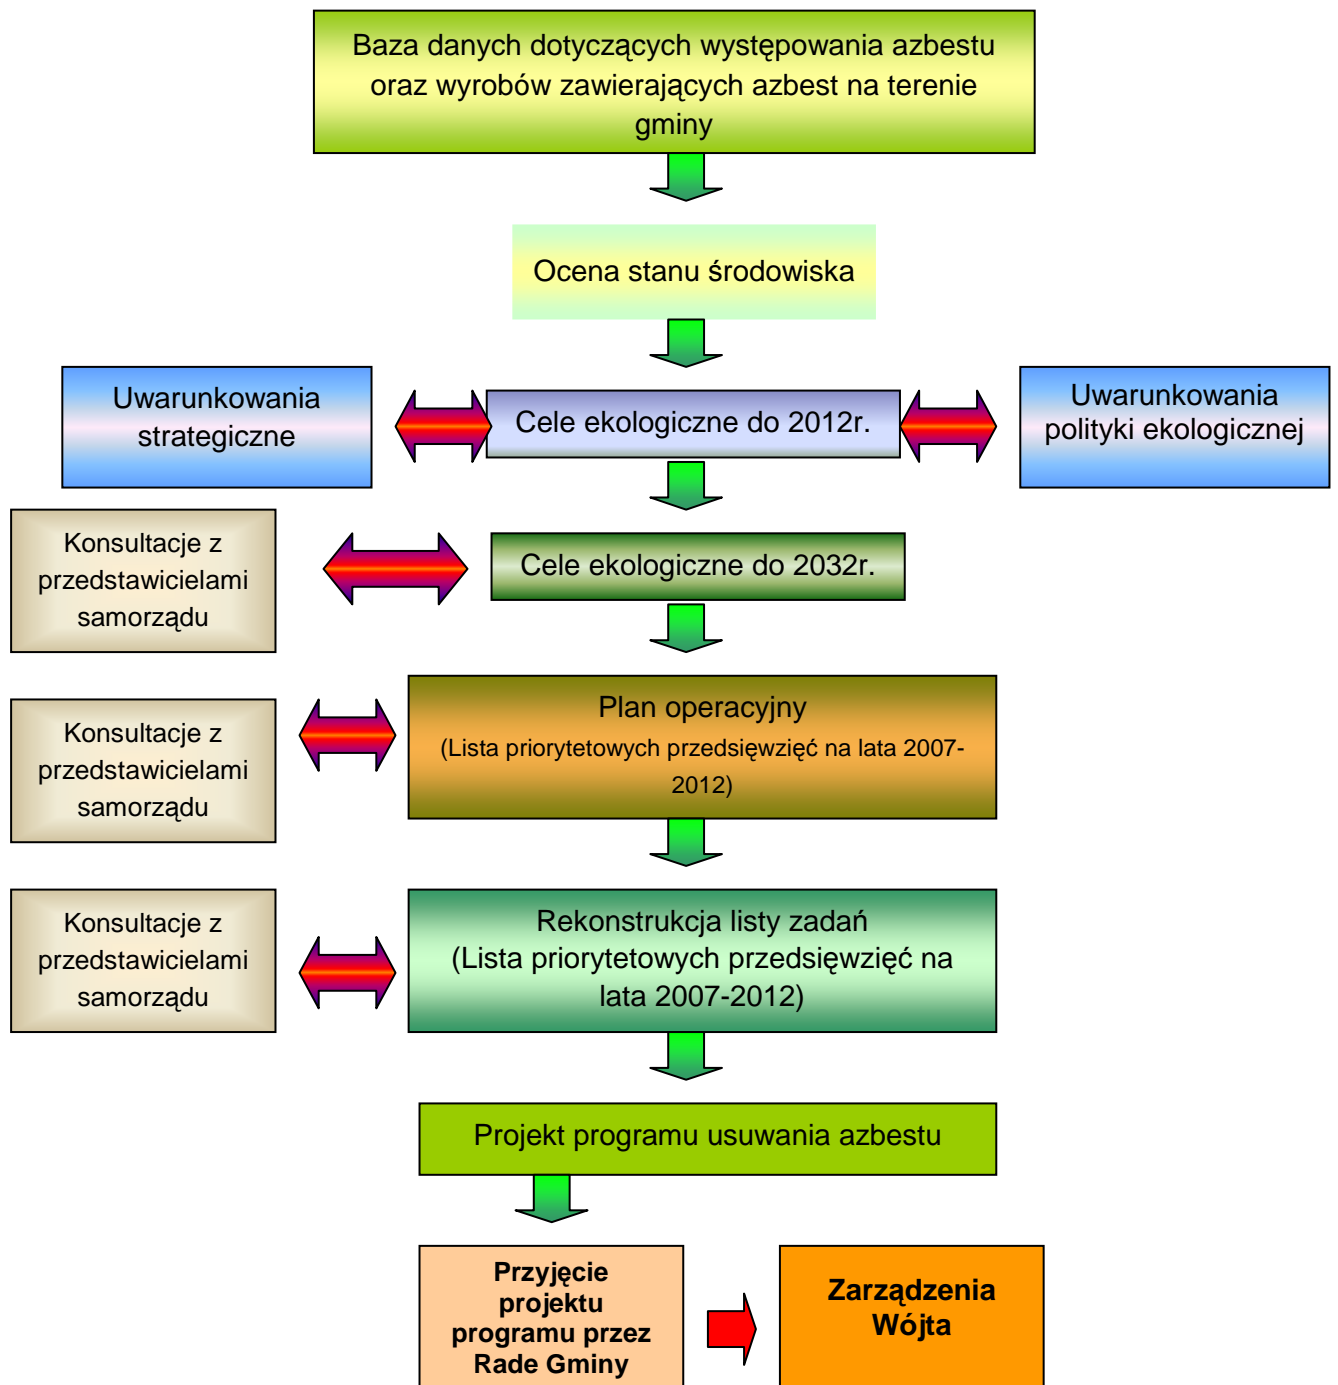 Baza danych dotyczących występowania azbestu
oraz wyrobów zawierających azbest na terenie
gminy
Ocena stanu środowiska
Uwarunkowania
strategiczne
Cele ekologiczne do 2012r.
Uwarunkowania
polityki ekologicznej
Konsultacje z
przedstawicielami
samorządu
Cele ekologiczne do 2032r.
Konsultacje z
przedstawicielami
samorządu
Plan operacyjny
(Lista priorytetowych przedsięwzięć na lata 2007-
2012)
Konsultacje z
przedstawicielami
samorządu
Rekonstrukcja listy zadań
(Lista priorytetowych przedsięwzięć na
lata 2007-2012)
Projekt programu usuwania azbestu
Przyjęcie
projektu
programu przez
Rade Gminy
Zarządzenia
Wójta